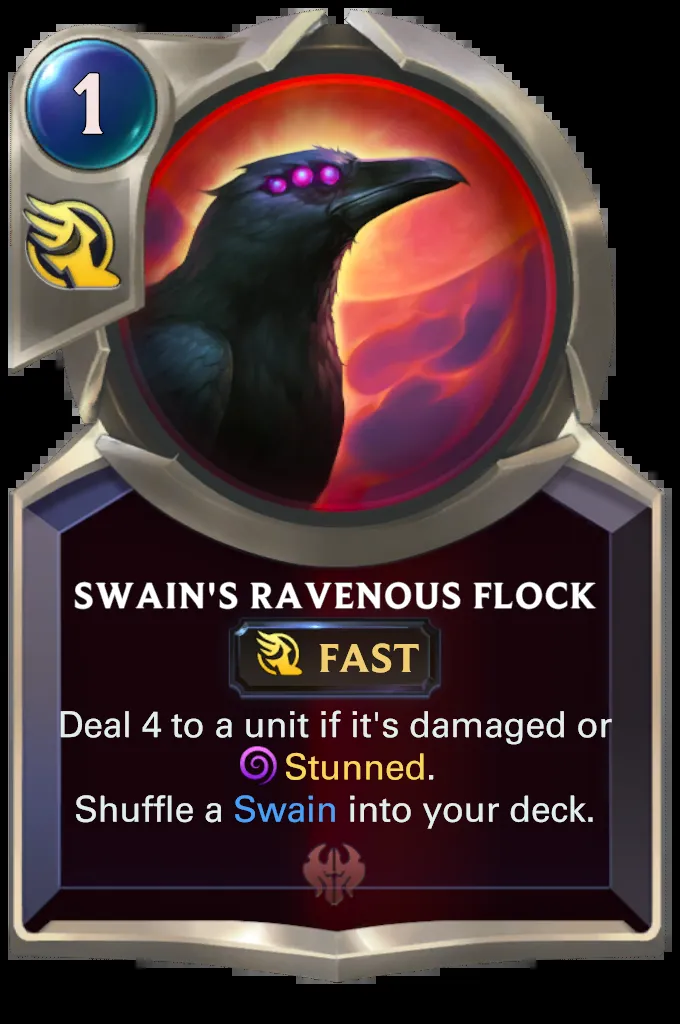 1
SWAIN'S RAVENOUS FLOCK
FAST
Deal 4 to a unit if it's damaged or
Stunned.
Shuffle a Swain into your deck.